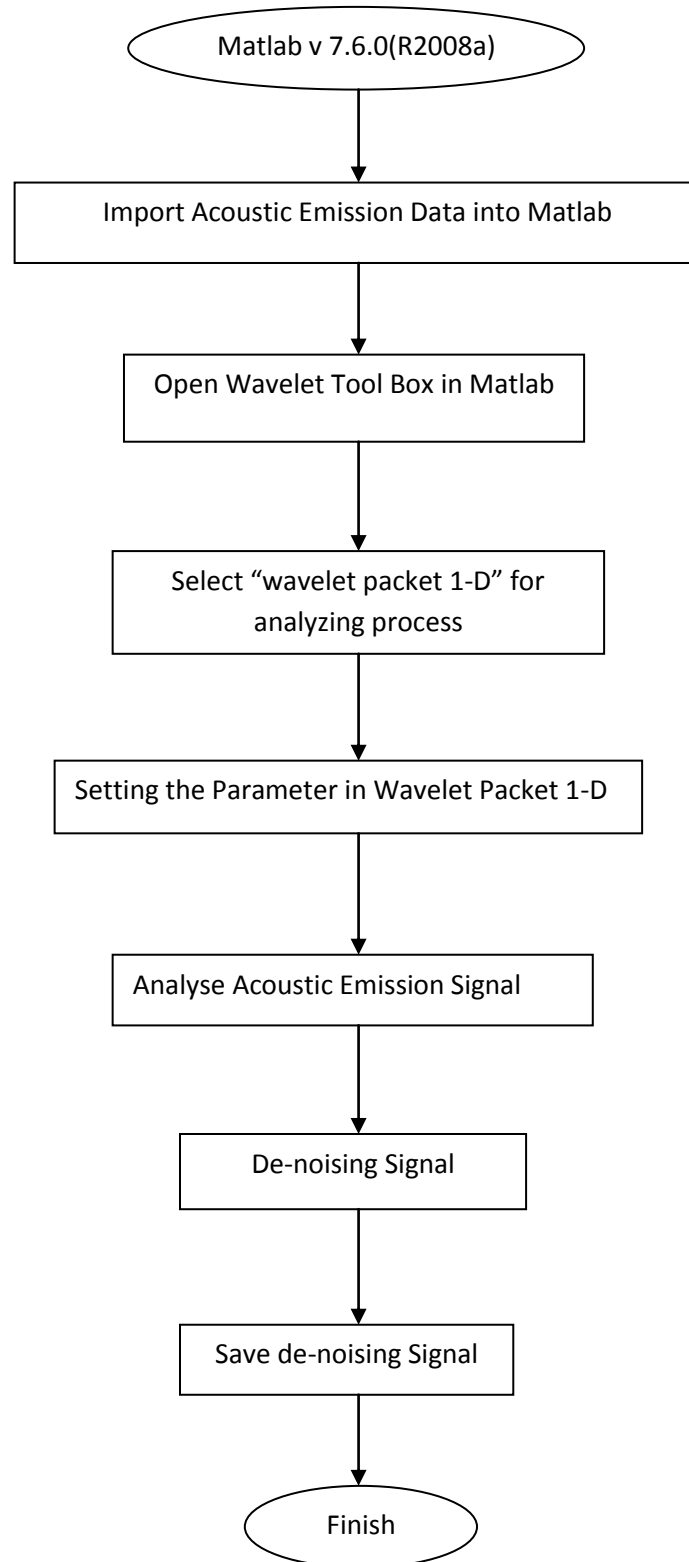 Matlab v 7.6.0(R2008a)
Import Acoustic Emission Data into Matlab
Open Wavelet Tool Box in Matlab
Select “wavelet packet 1-D” for
analyzing process
Setting the Parameter in Wavelet Packet 1-D
Analyse Acoustic Emission Signal
De-noising Signal
Save de-noising Signal
Finish